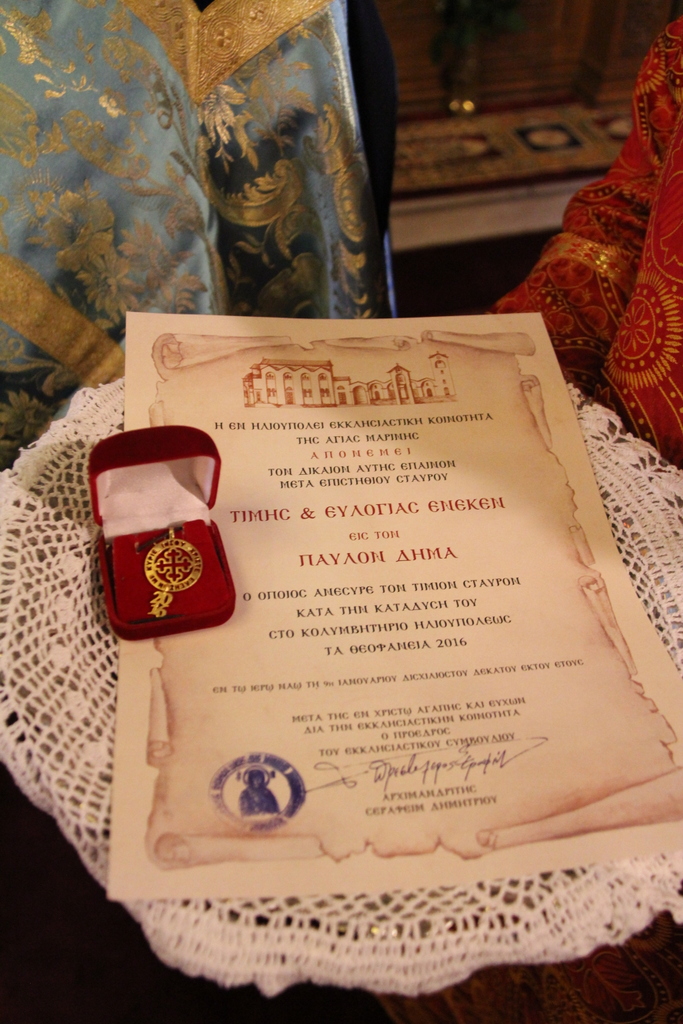 Η ΕΝ ΗΛΙΟΥΠΟΛΕΙ ΕΚΚΛΗΣΙΑΣΤΙΚΗ ΚΟΙΝΟΤΗΤΑ
ΤΗΣ ΑΓΙΑΣ ΜΑΡΙΝΗΣ
ΑΠΟΝΕΜΕΙ
ΤΟΝ ΔΙΚΑΙΟΝ ΑΥΤΗΣ ΕΠΑΙΝΟΝ
ΜΕΤΑ ΕΠΙΣΤΗΘΙΟΥ ΣΤΑΥΡΟΥ
ΤΙΜΗΣ & ΕΥΛΟΓΙΑΣ ΕΝΕΚΕΝ
ΕΙΣ ΤΟΝ
ΠΑΥΛΟΝ ΔΗΜΑ
Ο ΟΠΟΙΟΣ ΑΝΕΣΥΡΕ ΤΟΝ ΤΙΜΙΟΝ ΣΤΑΥΡΟΝ
ΚΑΤΑ ΤΗΝ ΚΑΤΑΔΥΣΗ ΤΟΥ
ΣΤΟ ΚΟΛΥΜΒΗΤΗΡΙΟ ΗΛΙΟΥΠΟΛΕΩΣ
ΤΑ ΘΕΟΦΑΝΕΙΑ 2016
ΕΝ ΤΩ ΙΕΡΩ ΝΑΩ ΤΗ 9η ΙΑΝΟΥΑΡΙΟΥ ΔΙΣΧΙΛΙΟΣΤΟΥ ΔΕΚΑΤΟΥ ΕΚΤΟΥ ΕΤΟΥΣ
ΜΕΤΑ ΤΗΣ ΕΝ ΧΡΙΣΤΩ ΑΓΑΠΗΣ ΚΑΙ ΕΥΧΩΝ
ΔΙΑ ΤΗΝ ΕΚΚΛΗΣΙΑΣΤΙΚΗΝ ΚΟΙΝΟΤΗΤΑ
Ο ΠΡΟΕΔΡΟΣ
ΤΟΥ ΕΚΚΛΗΣΙΑΣΤΙΚΟΥ ΣΥΜΒΟΥΛΙΟΥ
ΑΡΧΙΜΑΝΔΡΙΤΗΣ
ΣΕΡΑΦΕΙΜ ΔΗΜΗΤΡΙΟΥ